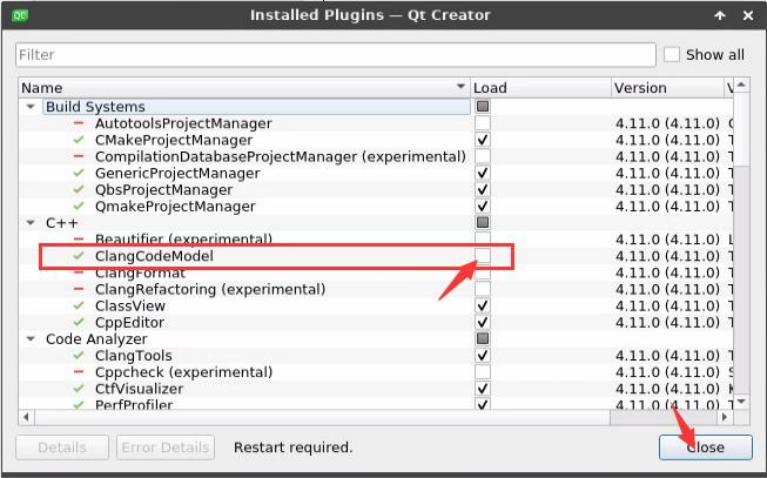 Installed Plugins — Qt Creator
Filter Show all
Name Load Version
Build Systems
AutotoolsProjectManager 4.11.0 (4.11.0)
CMakeProjectManager 4.11.0 (4.11.0) T
CompilationDatabaseProjectManager (experimental) 4.11.0 (4.11.0) T
GenericProjectManager 4.11.0 (4.11.0) T
QbsProjectManager 4.11.0 (4.11.0) T
QmakeProjectManager 4.11.0 (4.11.0) T
C++
Beautifier (experimental) 4.11.0 (4.11.0) L
ClangCodeModel 4.11.0 (4.11.0) T
ClangFormat 4.11.0 (4.11.0) T
ClangRefactoring (experimental) 4.11.0 (4.11.0) T
ClassView 4.11.0 (4.11.0) T
CppEditor 4.11.0 (4.11.0) T
Code Analyzer
ClangTools 4.11.0 (4.11.0) T
Cppcheck (experimental) 4.11.0 (4.11.0) S
CtfVisualizer 4.11.0 (4.11.0) K
PerfProfiler 4.11.0 (4.11.0) T
Details Error Details Restart required. Close